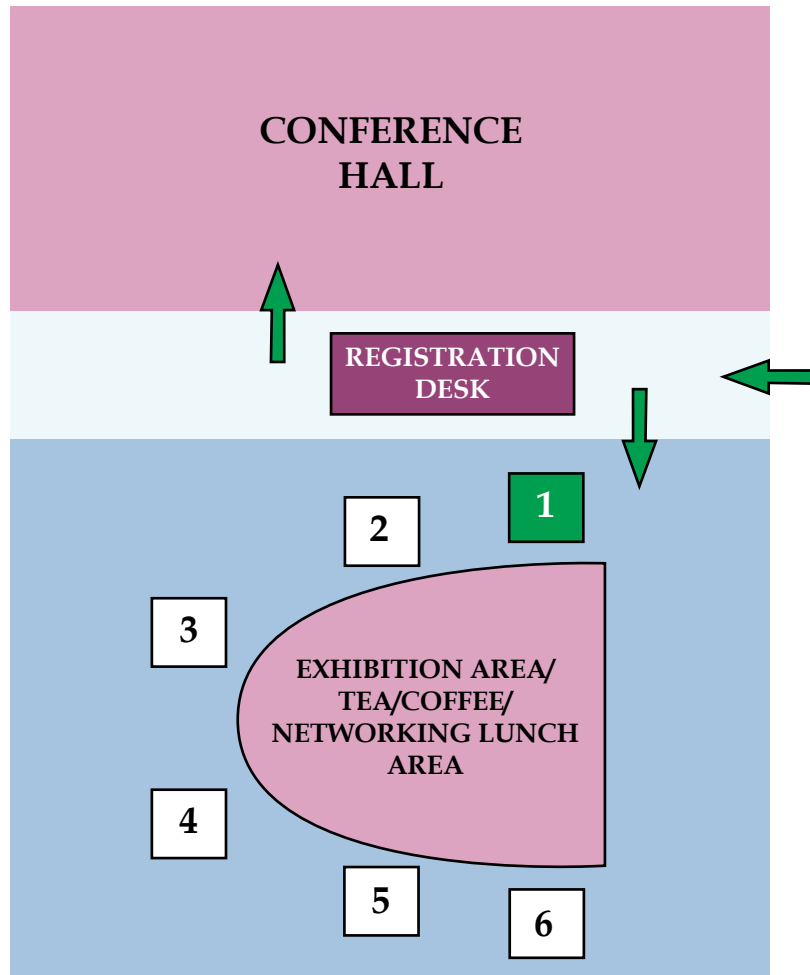 CONFERENCE
HALL
REGISTRATION
DESK
1
2
3
EXHIBITION AREA/
TEA/COFFEE/
NETWORKING LUNCH
AREA
4
5
6